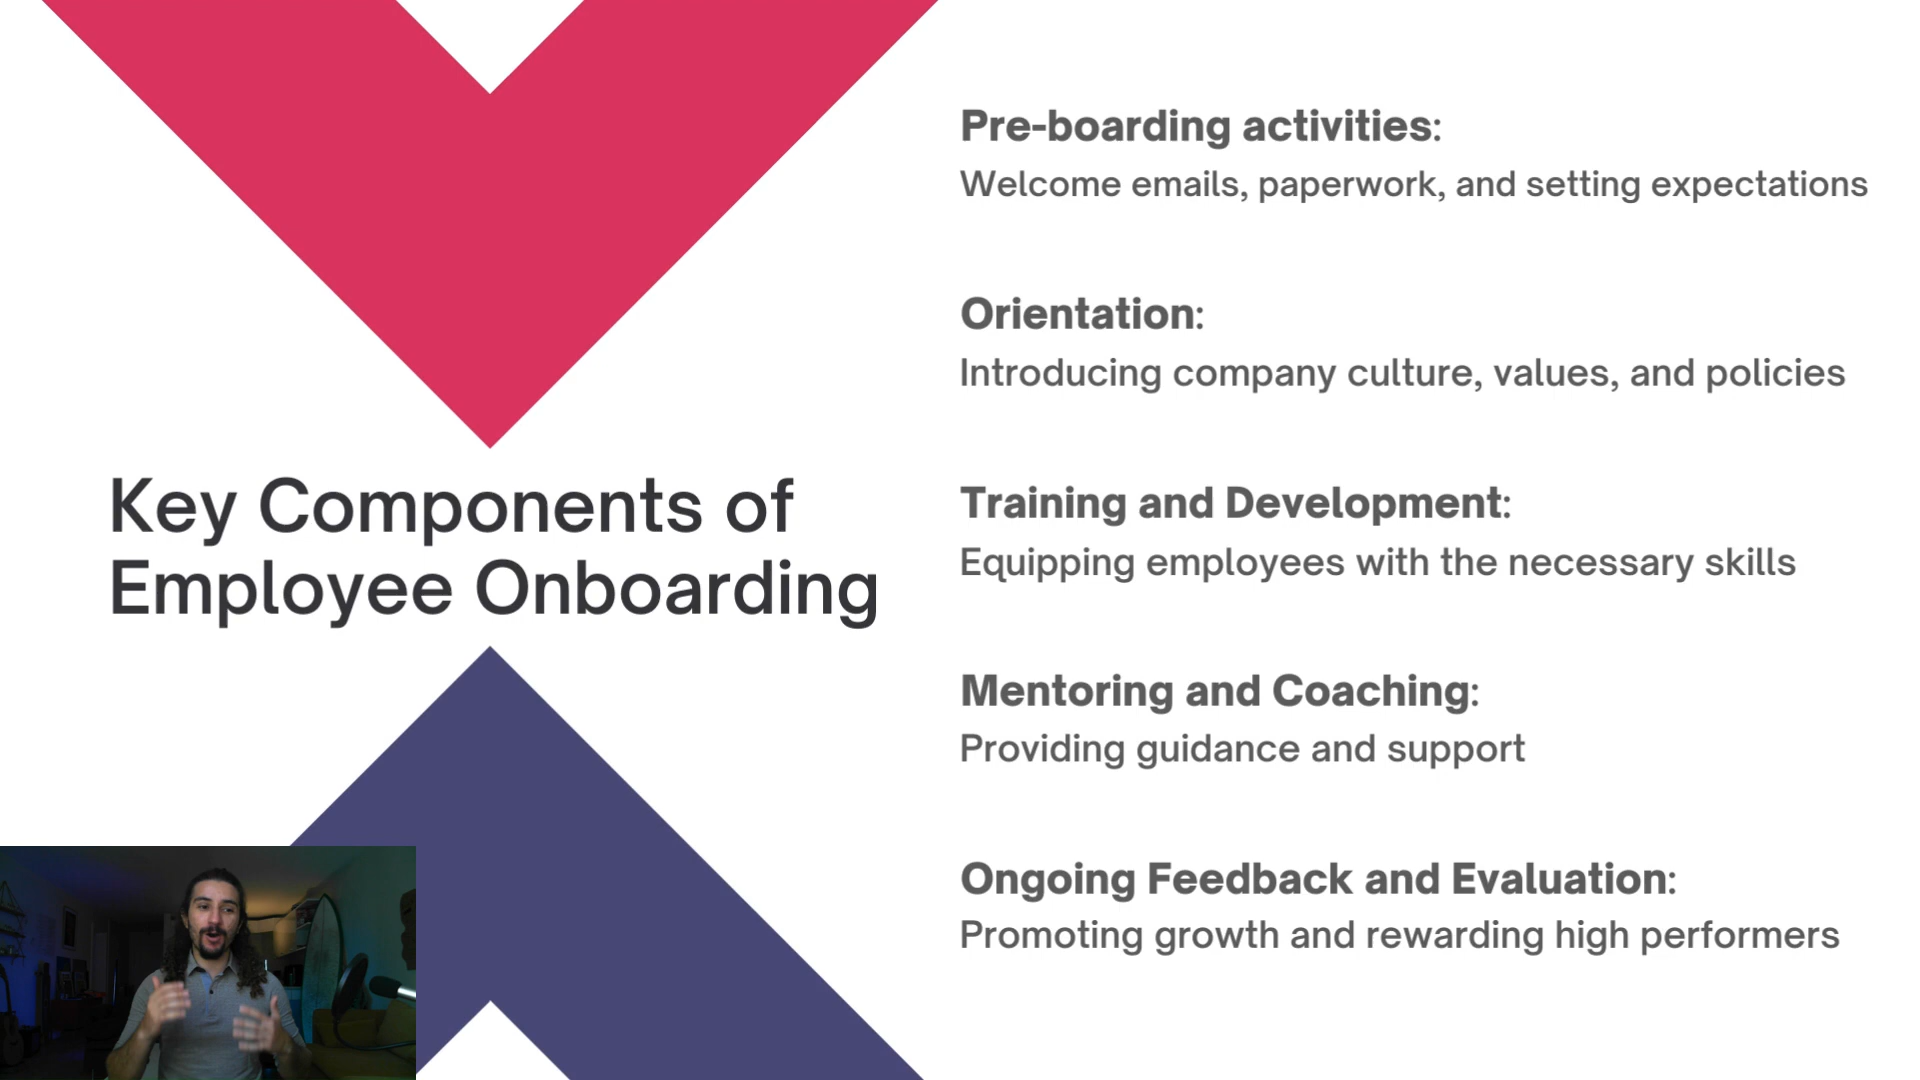 Key Components of
Employee Onboarding
Pre-boarding activities:
Welcome emails, paperwork, and setting expectations
Orientation:
Introducing company culture, values, and policies
Training and Development:
Equipping employees with the necessary skills
Mentoring and Coaching:
Providing guidance and support
Ongoing Feedback and Evaluation:
Promoting growth and rewarding high performers